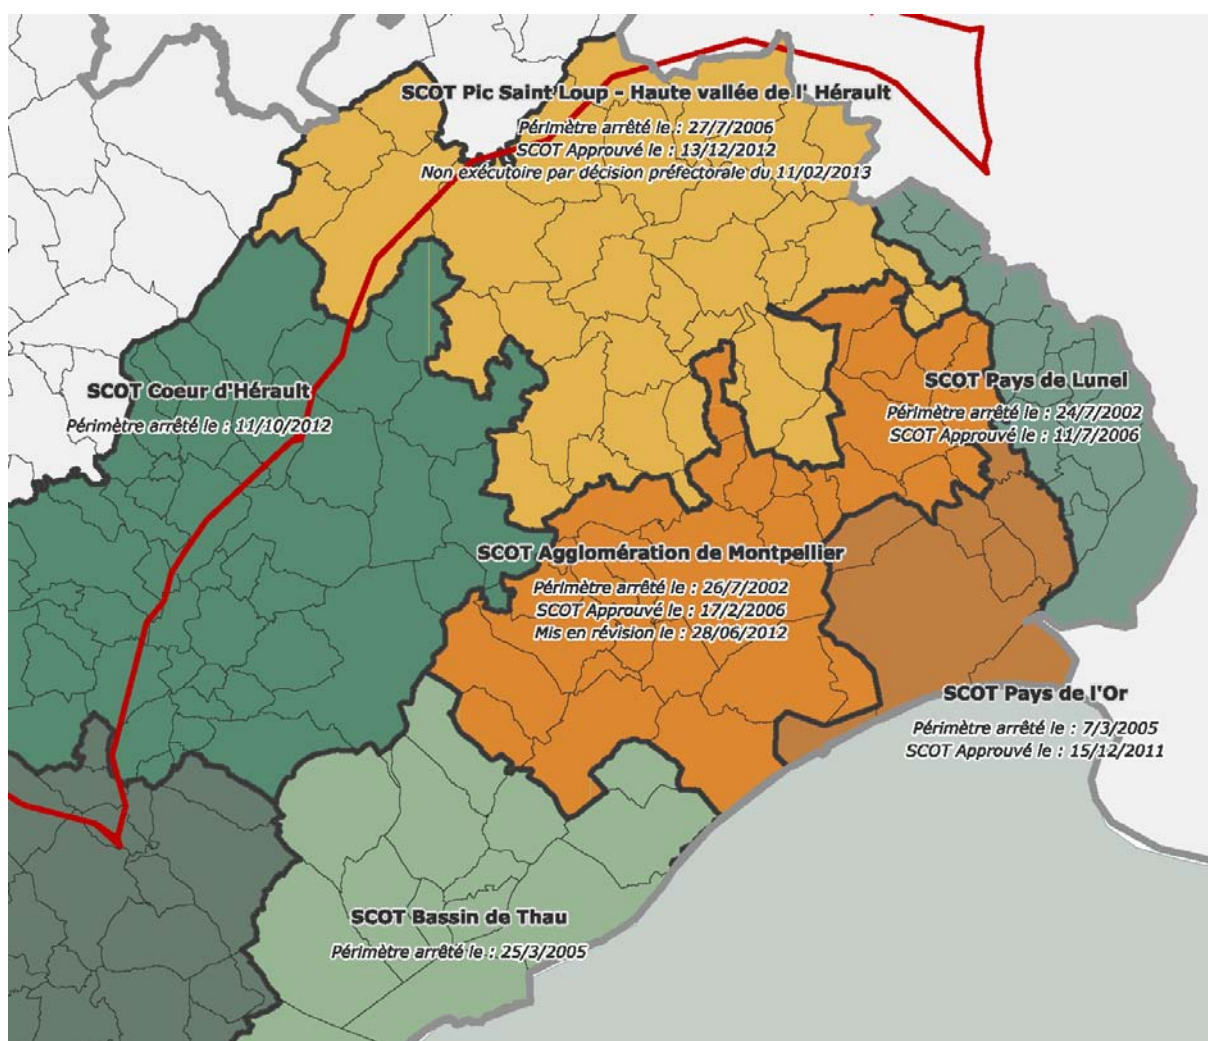 SCOT Pic Saint Loup - Haute vallée de l' Hérault
Périmètre arrêté le : 27/7/2006
SCOT Approuvé le : 13/12/2012
Non exécutoire par décision préfectorale du 11/02/2013
SCOT Coeur d'Hérault
Périmètre arrêté le : 11/10/2012
SCOT Pays de Lunel
Périmètre arrêté le : 24/7/2002
SCOT Approuvé le : 11/7/2006
SCOT Agglomération de Montpellier
Périmètre arrêté le : 26/7/2002
SCOT Approuvé le : 17/2/2006
Mis en révision le : 28/06/2012
SCOT Pays de l'Or
Périmètre arrêté le : 7/3/2005
SCOT Approuvé le : 15/12/2011
SCOT Bassin de Thau
Périmètre arrêté le : 25/3/2005